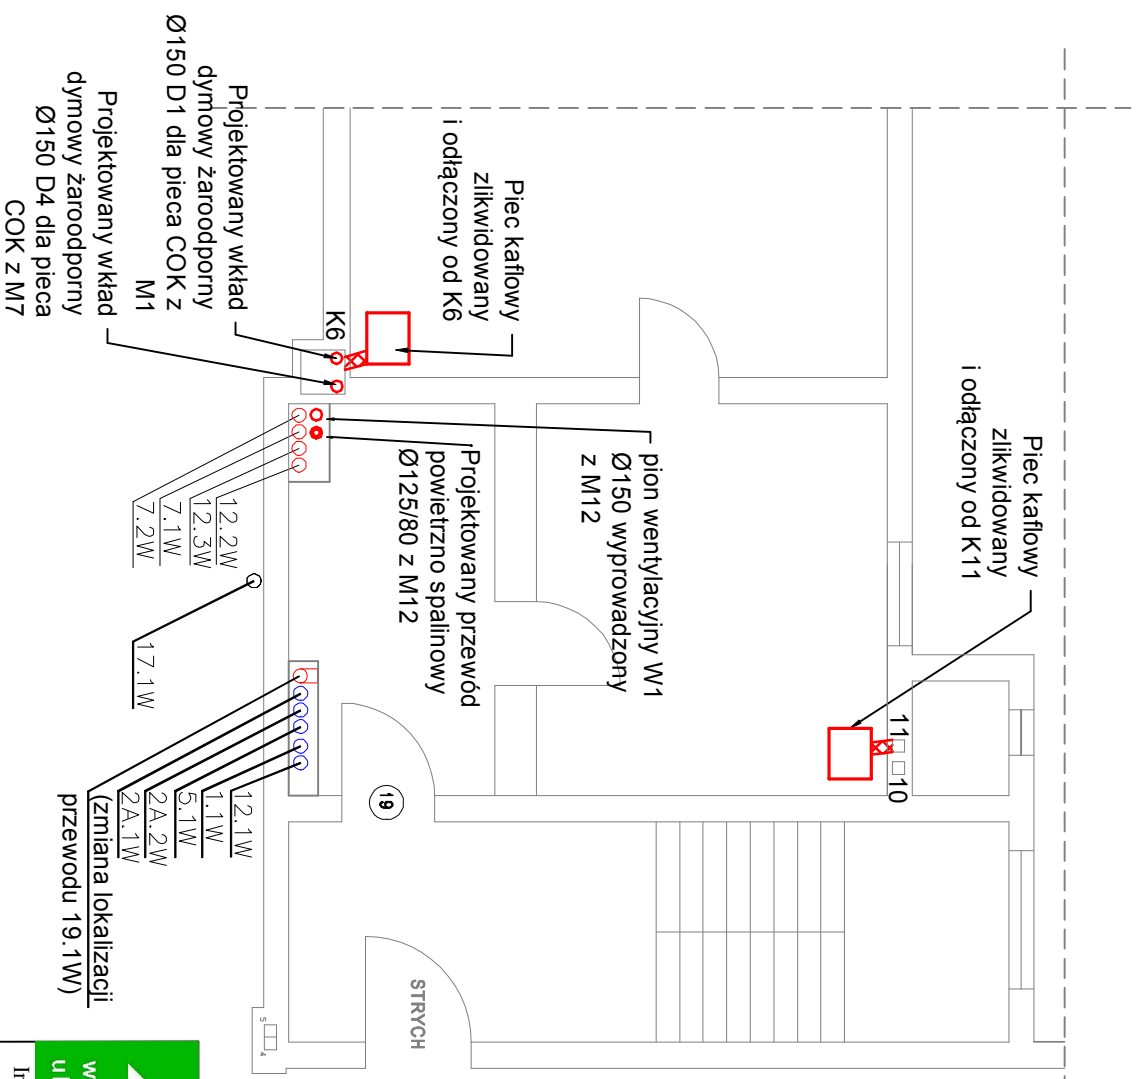 Projektowany wkład
dymowy żaroodporny
Ø150 D1 dla pieca COK z
M1
Projektowany wkład
dymowy żaroodporny
Ø150 D4 dla pieca
COK z M7
Piec kaflowy
zlikwidowany
i odłączony od K6
K6
Piec kaflowy
zlikwidowany
i odłączony od K11
11
10
pion wentylacyjny W1
Ø150 wyprowadzony
z M12
Projektowany przewód
powietrzno spalinowy
Ø125/80 z M12
12.2W
12.3W
7.1W
7.2W
17.1W
12.1W
1.1W
5.1W
2A.2W
2A.1W
(zmiana lokalizacji
przewodu 19.1W)
19
STRYCH
5
4